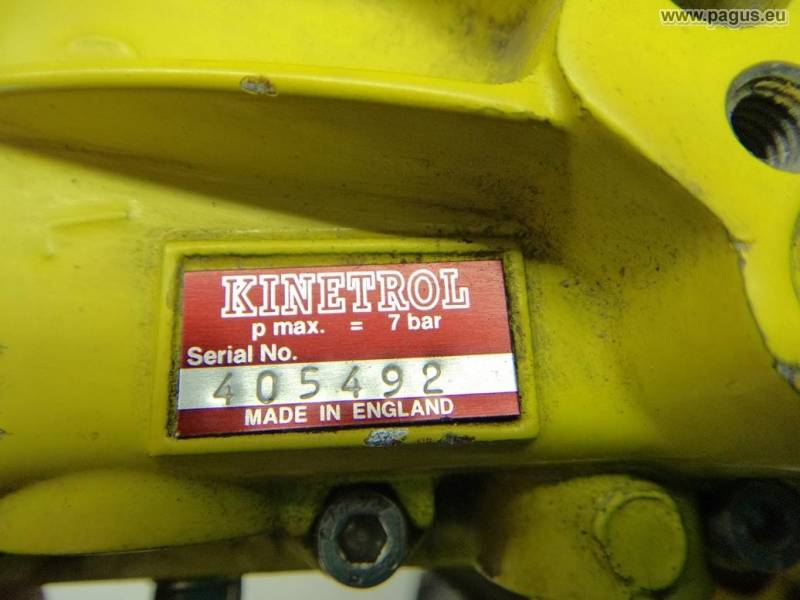 www.pagus.eu
KINETROL
p max. = 7 bar
Serial No.
405492
MADE IN ENGLAND